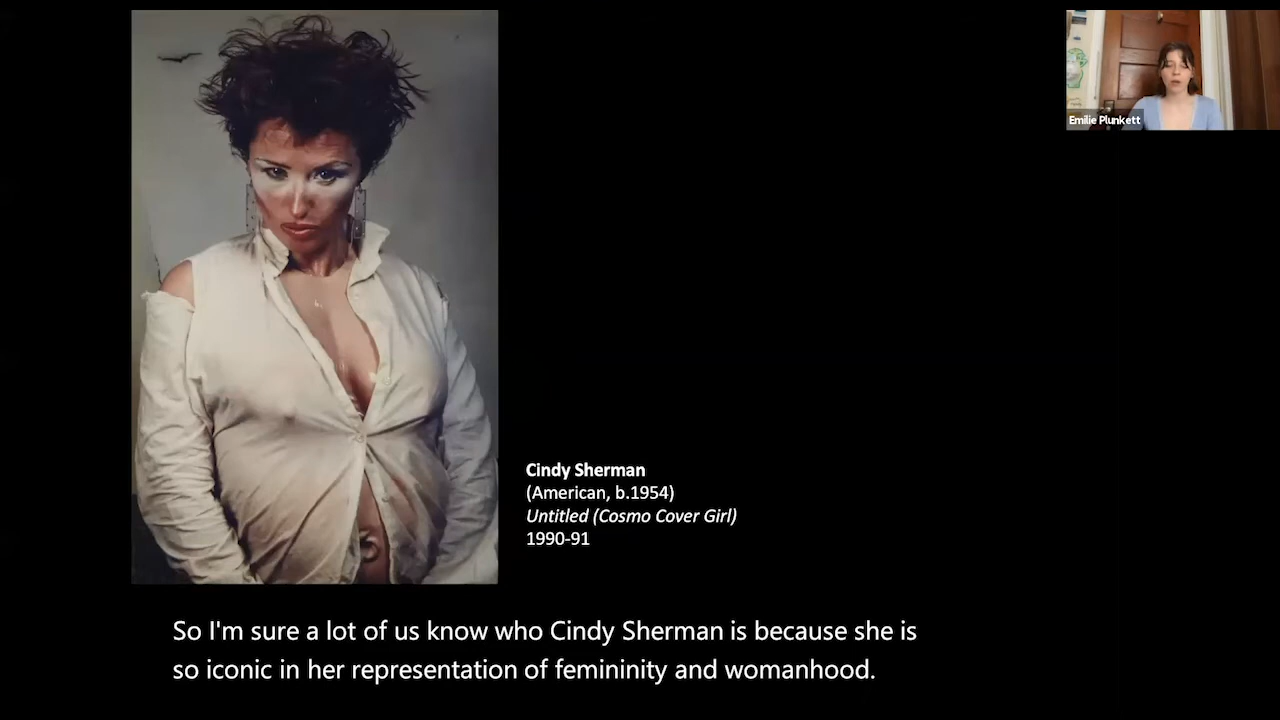 Emilie Plunkett
Cindy Sherman
(American, b.1954)
Untitled (Cosmo Cover Girl)
1990-91
So I'm sure a lot of us know who Cindy Sherman is because she is
so iconic in her representation of femininity and womanhood.